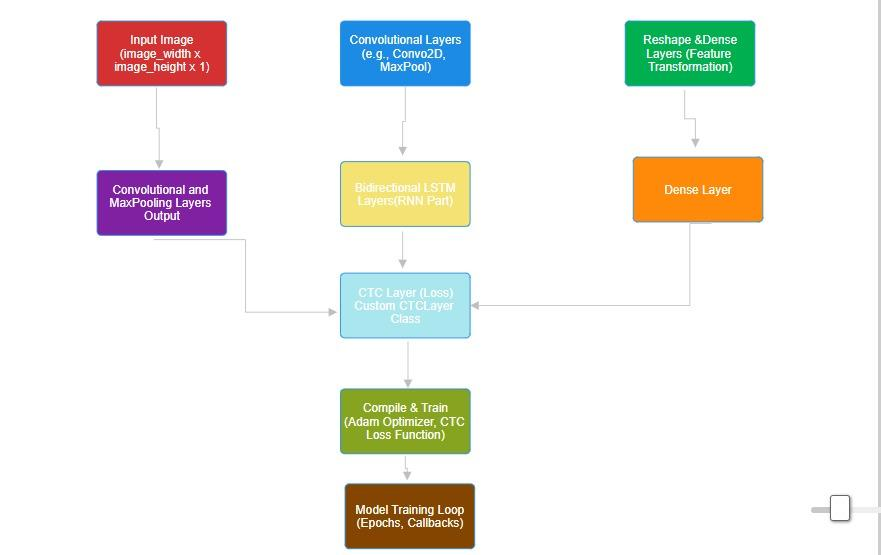 Input Image
(image_width x
image_height x 1)
Convolutional Layers
(e.g., Convo2D,
MaxPool)
Reshape &Dense
Layers (Feature
Transformation)
Convolutional and
MaxPooling Layers
Output
Bidirectional LSTM
Layers(RNN Part)
Dense Layer
CTC Layer (Loss)
Custom CTCLayer
Class
Compile & Train
(Adam Optimizer, CTC
Loss Function)
Model Training Loop
(Epochs, Callbacks)